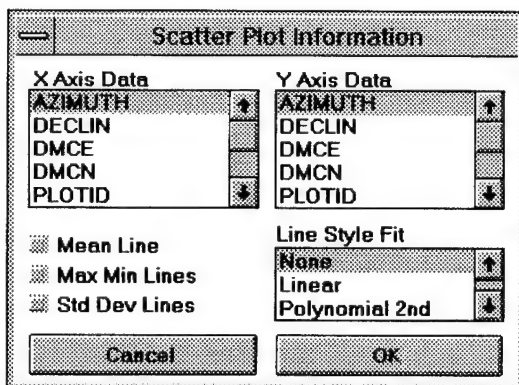 Scatter Plot Information
X Axis Data
AZIMUTH
DECLIN
DMCE
DMCN
PLOTID
Y Axis Data
AZIMUTH
DECLIN
DMCE
DMCN
PLOTID
Mean Line
Max Min Lines
Std Dev Lines
Line Style Fit
None
Linear
Polynomial 2nd
Cancel
OK